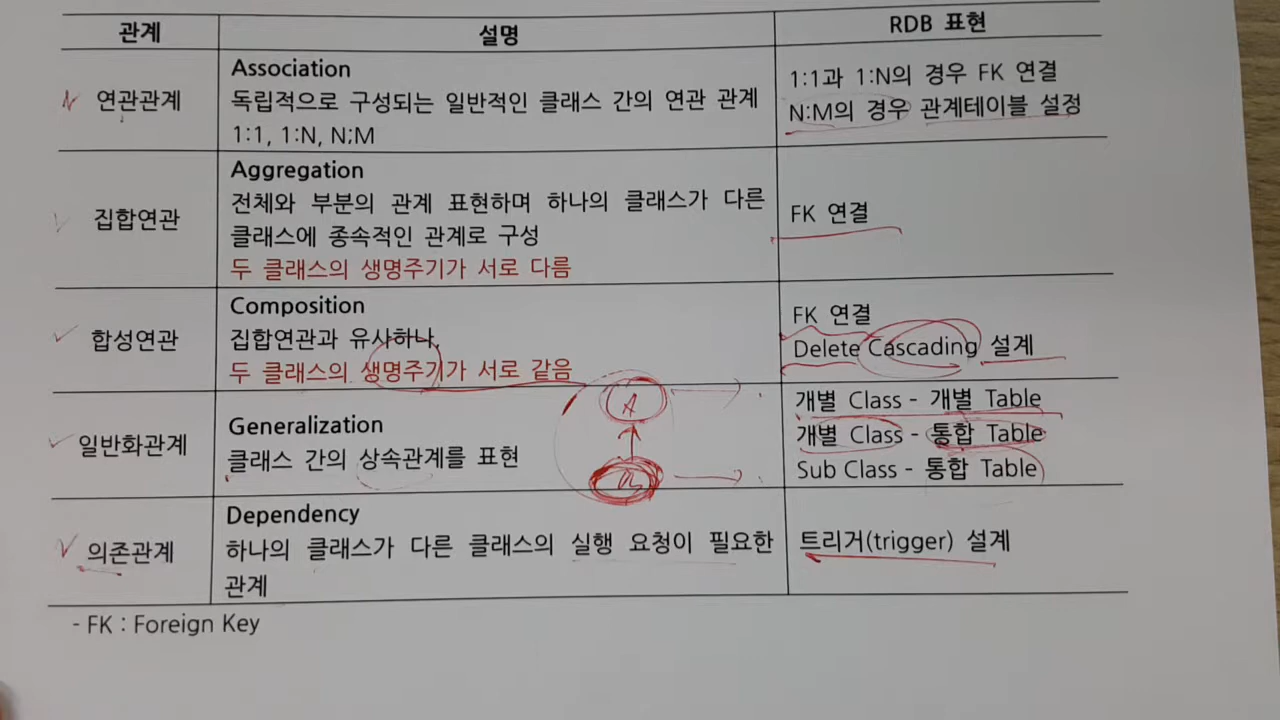 관계 설명 RDB 표현
연관관계
Association
독립적으로 구성되는 일반적인 클래스 간의 연관 관계
1:1, 1:N, N:M
1:1과 1:N의 경우 FK 연결
N:M의 경우 관계테이블 설정
집합연관
Aggregation
전체와 부분의 관계 표현하며 하나의 클래스가 다른
클래스에 종속적인 관계로 구성
두 클래스의 생명주기가 서로 다름
FK 연결
합성연관
Composition
집합연관과 유사하나,
두 클래스의 생명주기가 서로 같음
FK 연결
Delete Cascading 설계
일반화관계
Generalization
클래스 간의 상속관계를 표현
A
개별 Class - 개별 Table
개별 Class - 통합 Table
Sub Class - 통합 Table
의존관계
Dependency
하나의 클래스가 다른 클래스의 실행 요청이 필요한
관계
트리거(trigger) 설계
- FK : Foreign Key